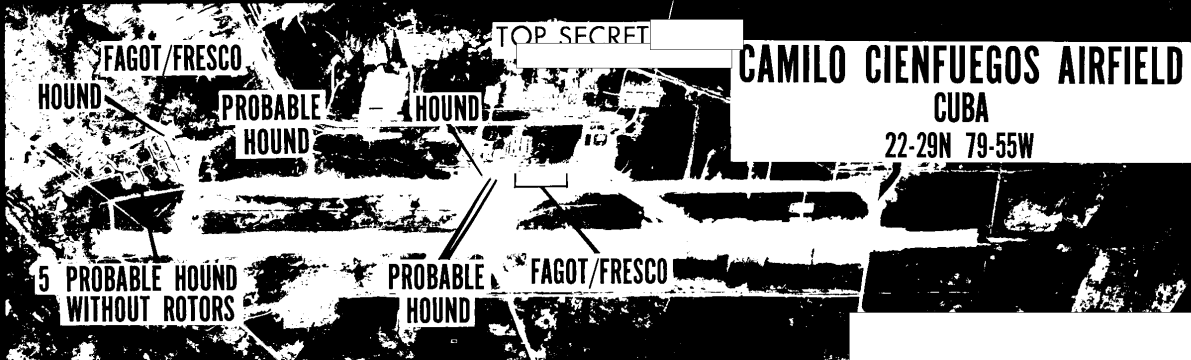 TOP SECRET
CAMILO CIENFUEGOS AIRFIELD
CUBA
22-29N 79-55W
FAGOT/FRESCO
HOUND
PROBABLE
HOUND
HOUND
5 PROBABLE HOUND
WITHOUT ROTORS
PROBABLE
HOUND
FAGOT/FRESCO